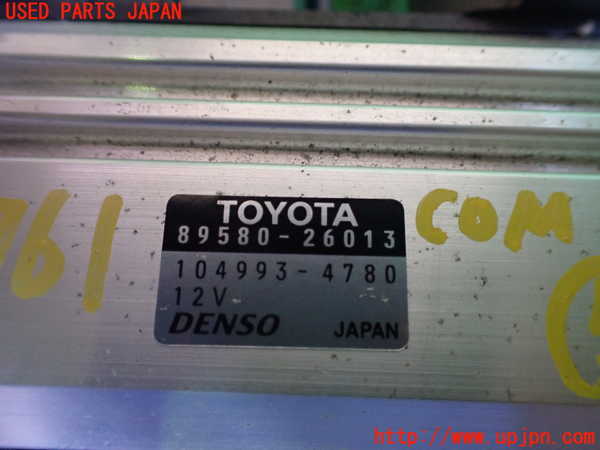 USED PARTS JAPAN
TOYOTA
89580-26013
104993-4780
12V
DENSO JAPAN
761 COM
http://www.upjpn.com/